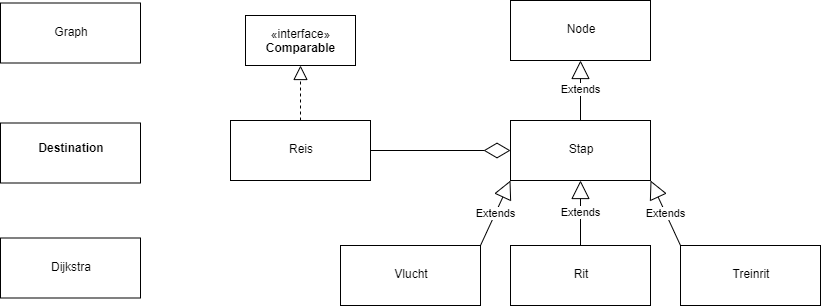 Graph
«interface»
Comparable
Node
Extends
Destination
Reis
Stap
Extends
Extends
Extends
Dijkstra
Vlucht
Rit
Treinrit